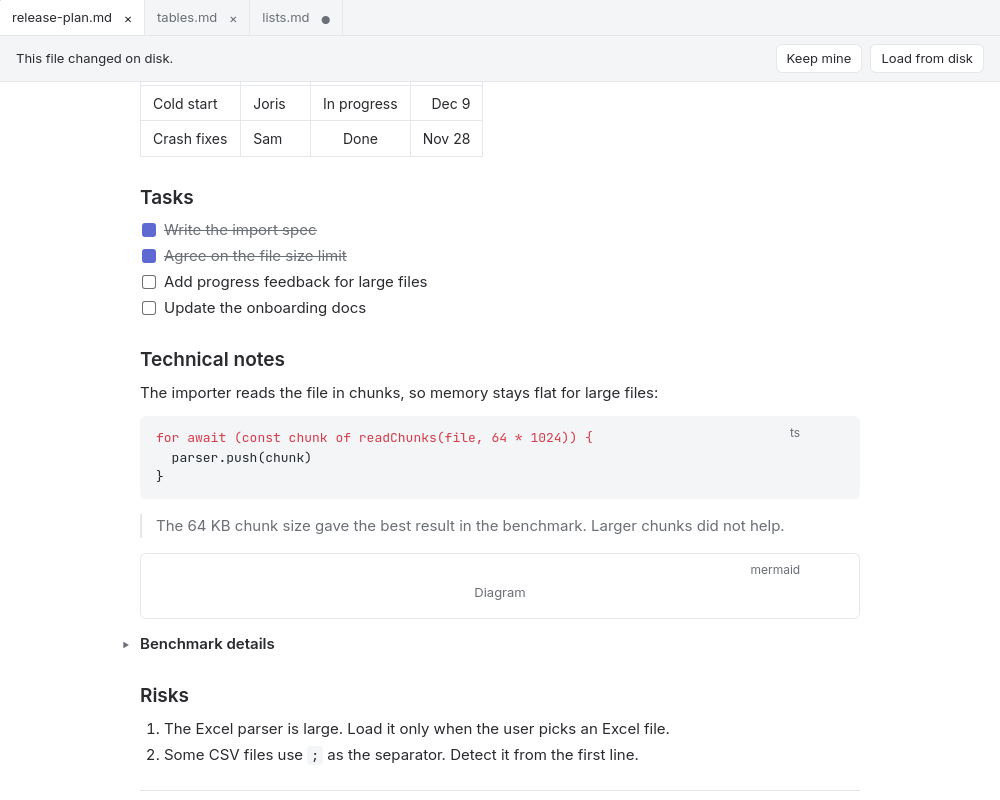 release-plan.md × tables.md × lists.md ●
This file changed on disk. Keep mine Load from disk
Cold start Joris In progress Dec 9
Crash fixes Sam Done Nov 28
Tasks
Write the import spec
Agree on the file size limit
Add progress feedback for large files
Update the onboarding docs
Technical notes
The importer reads the file in chunks, so memory stays flat for large files:
ts
for await (const chunk of readChunks(file, 64 * 1024)) {
  parser.push(chunk)
}
The 64 KB chunk size gave the best result in the benchmark. Larger chunks did not help.
mermaid
Diagram
Benchmark details
Risks
1. The Excel parser is large. Load it only when the user picks an Excel file.
2. Some CSV files use ; as the separator. Detect it from the first line.